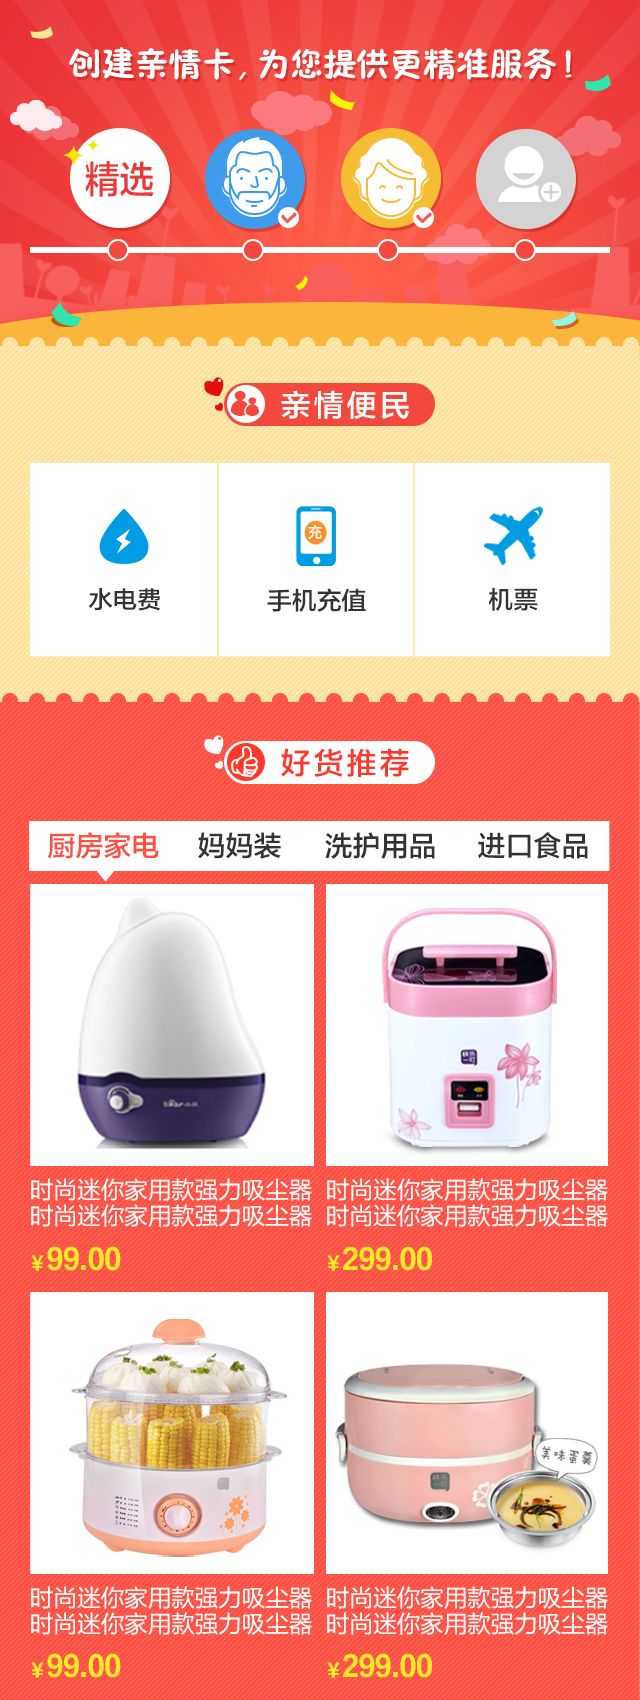 创建亲情卡,为您提供更精准服务!
精选
亲情便民
充
水电费
手机充值
机票
好货推荐
厨房家电
妈妈装
洗护用品
进口食品
时尚迷你家用款强力吸尘器
时尚迷你家用款强力吸尘器
¥99.00
时尚迷你家用款强力吸尘器
时尚迷你家用款强力吸尘器
¥299.00
美味蛋羹
时尚迷你家用款强力吸尘器
时尚迷你家用款强力吸尘器
¥99.00
时尚迷你家用款强力吸尘器
时尚迷你家用款强力吸尘器
¥299.00